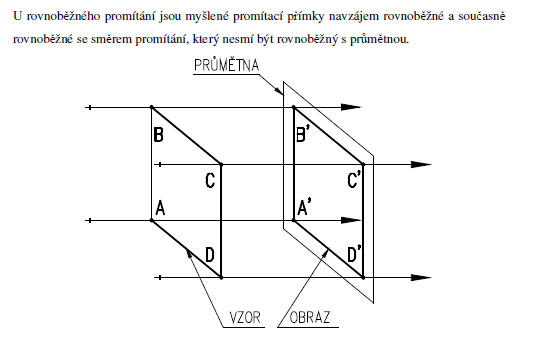 U rovnoběžného promítání jsou myšlené promítací přímky navzájem rovnoběžné a současně
rovnoběžné se směrem promítání, který nesmí být rovnoběžný s průmětnou.
PRŮMĚTNA
B B'
C C'
A A'
D D'
VZOR OBRAZ